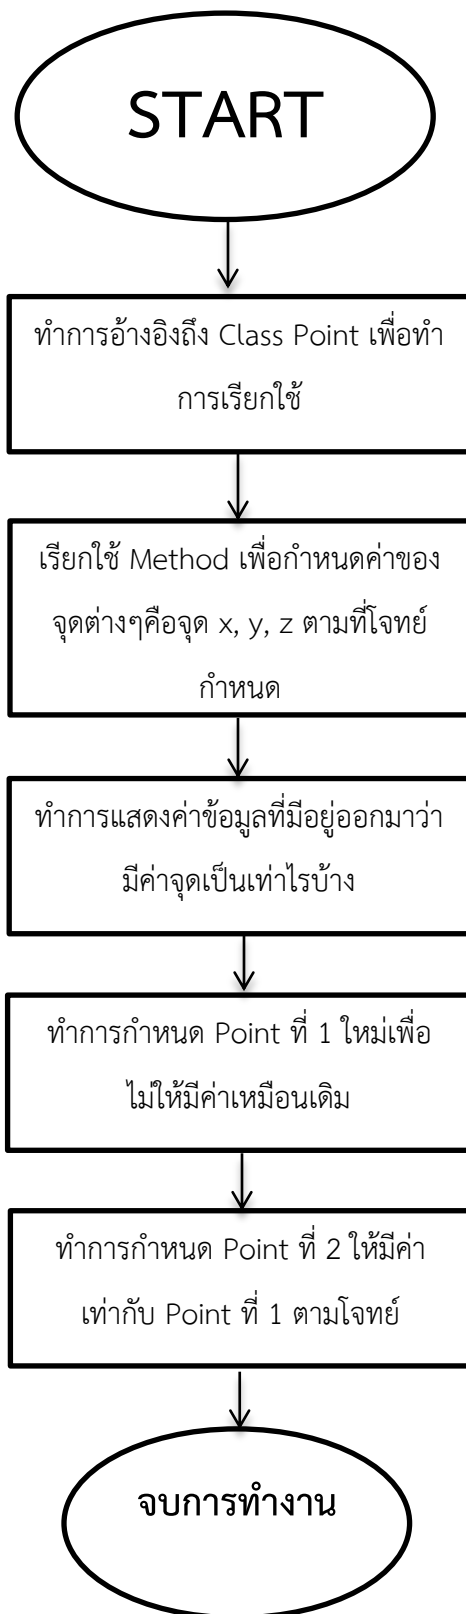 START
ทำการอ้างอิงถึง Class Point เพื่อทำ
การเรียกใช้
เรียกใช้ Method เพื่อกำหนดค่าของ
จุดต่างๆคือจุด x, y, z ตามที่โจทย์
กำหนด
ทำการแสดงค่าข้อมูลที่มีอยู่ออกมาว่า
มีค่าจุดเป็นเท่าไรบ้าง
ทำการกำหนด Point ที่ 1 ใหม่เพื่อ
ไม่ให้มีค่าเหมือนเดิม
ทำการกำหนด Point ที่ 2 ให้มีค่า
เท่ากับ Point ที่ 1 ตามโจทย์
จบการทำงาน